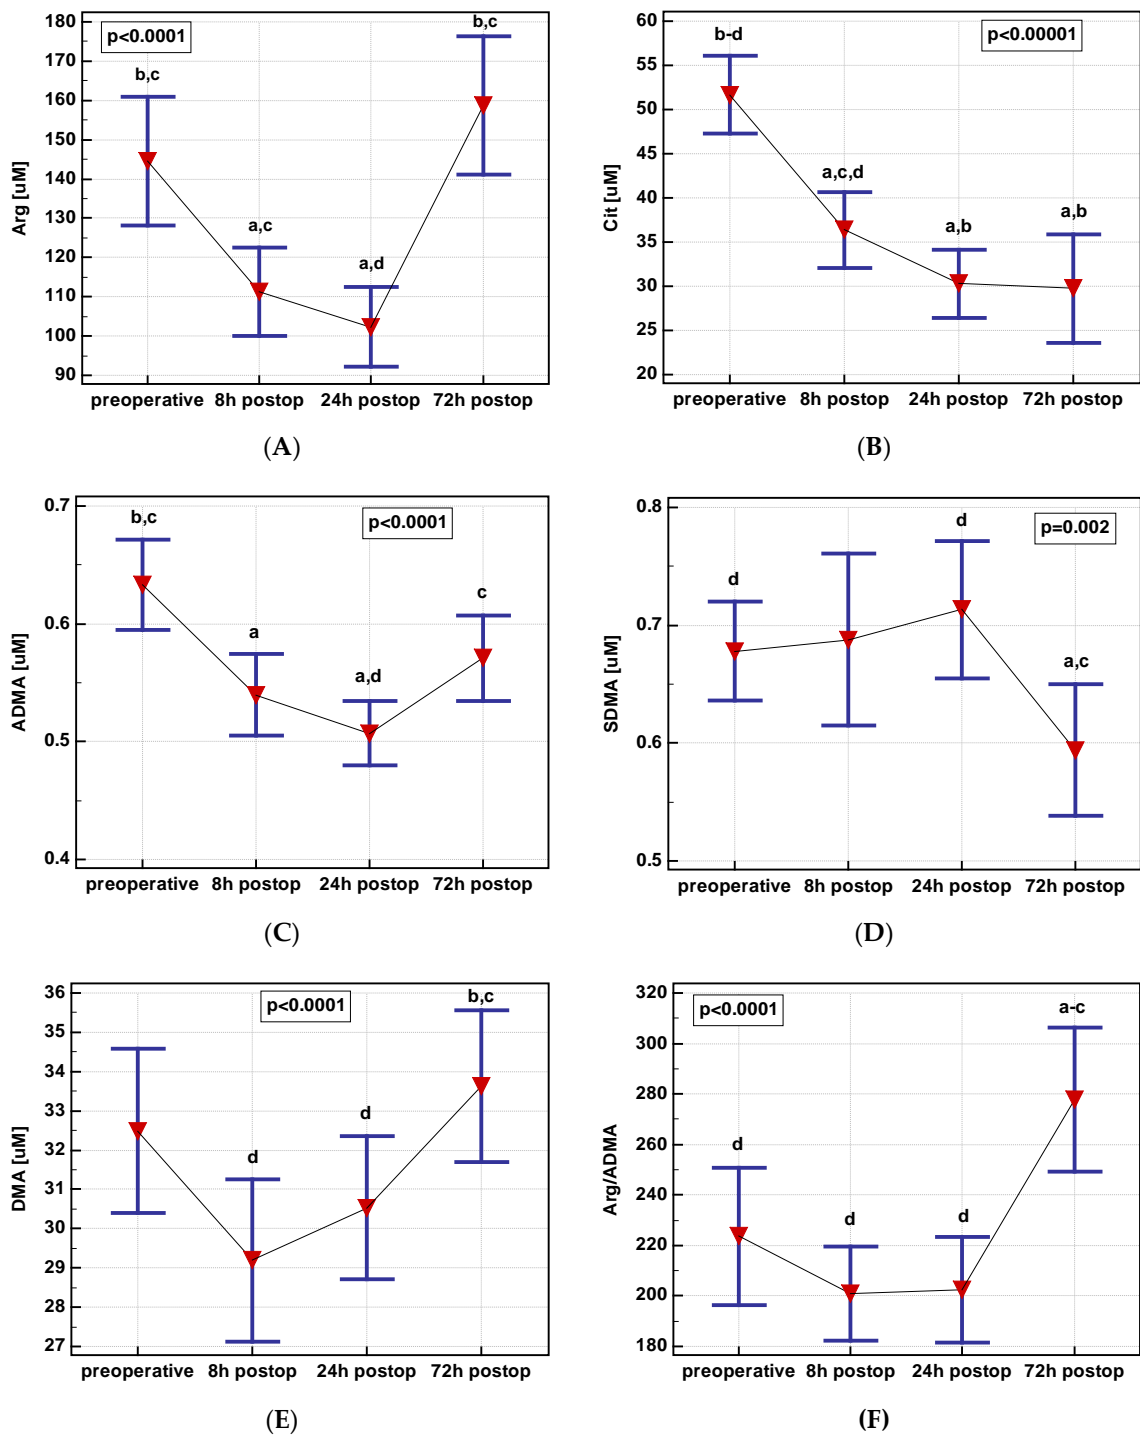 180
170
160
150
140
130
120
110
100
90
Arg [uM]
p<0.0001
b,c
a,c
a,d
b,c
preoperative 8h postop 24h postop 72h postop
(A)
60
55
50
45
40
35
30
25
20
Cit [uM]
p<0.00001
b-d
a,c,d
a,b
a,b
preoperative 8h postop 24h postop 72h postop
(B)
0.7
0.6
0.5
0.4
ADMA [uM]
p<0.0001
b,c
a
a,d
c
preoperative 8h postop 24h postop 72h postop
(C)
0.8
0.7
0.6
0.5
SDMA [uM]
p=0.002
d
d
a,c
preoperative 8h postop 24h postop 72h postop
(D)
36
35
34
33
32
31
30
29
28
27
DMA [uM]
p<0.0001
d
d
b,c
preoperative 8h postop 24h postop 72h postop
(E)
320
300
280
260
240
220
200
180
Arg/ADMA
p<0.0001
d
d
d
a-c
preoperative 8h postop 24h postop 72h postop
(F)